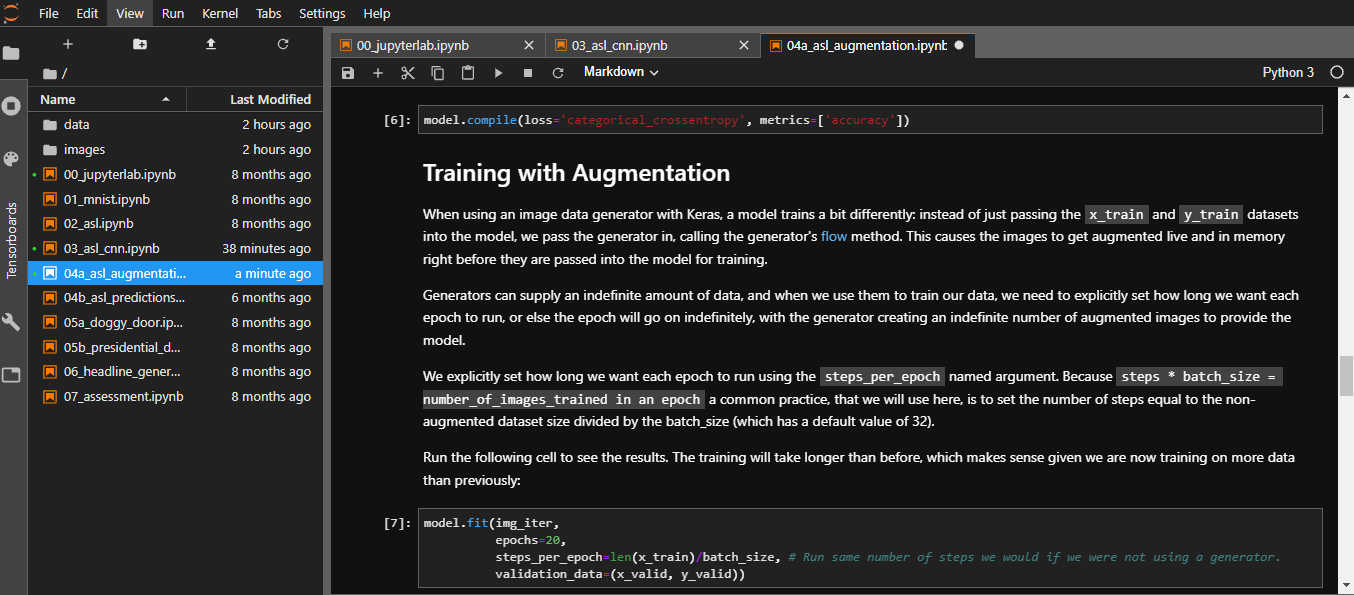 File Edit View Run Kernel Tabs Settings Help
/
Name Last Modified
data 2 hours ago
images 2 hours ago
00_jupyterlab.ipynb 8 months ago
01_mnist.ipynb 8 months ago
02_asl.ipynb 8 months ago
03_asl_cnn.ipynb 38 minutes ago
04a_asl_augmentati... a minute ago
04b_asl_predictions... 6 months ago
05a_doggy_door.ip... 8 months ago
05b_presidential_d... 8 months ago
06_headline_gener... 8 months ago
07_assessment.ipynb 8 months ago
Tensorboards
00_jupyterlab.ipynb 03_asl_cnn.ipynb 04a_asl_augmentation.ipynb
Markdown Python 3
[6]: model.compile(loss='categorical_crossentropy', metrics=['accuracy'])
Training with Augmentation
When using an image data generator with Keras, a model trains a bit differently: instead of just passing the x_train and y_train datasets
into the model, we pass the generator in, calling the generator's flow method. This causes the images to get augmented live and in memory
right before they are passed into the model for training.
Generators can supply an indefinite amount of data, and when we use them to train our data, we need to explicitly set how long we want each
epoch to run, or else the epoch will go on indefinitely, with the generator creating an indefinite number of augmented images to provide the
model.
We explicitly set how long we want each epoch to run using the steps_per_epoch named argument. Because steps * batch_size =
number_of_images_trained in an epoch a common practice, that we will use here, is to set the number of steps equal to the non-
augmented dataset size divided by the batch_size (which has a default value of 32).
Run the following cell to see the results. The training will take longer than before, which makes sense given we are now training on more data
than previously:
[7]: model.fit(img_iter,
epochs=20,
steps_per_epoch=len(x_train)/batch_size, # Run same number of steps we would if we were not using a generator.
validation_data=(x_valid, y_valid))